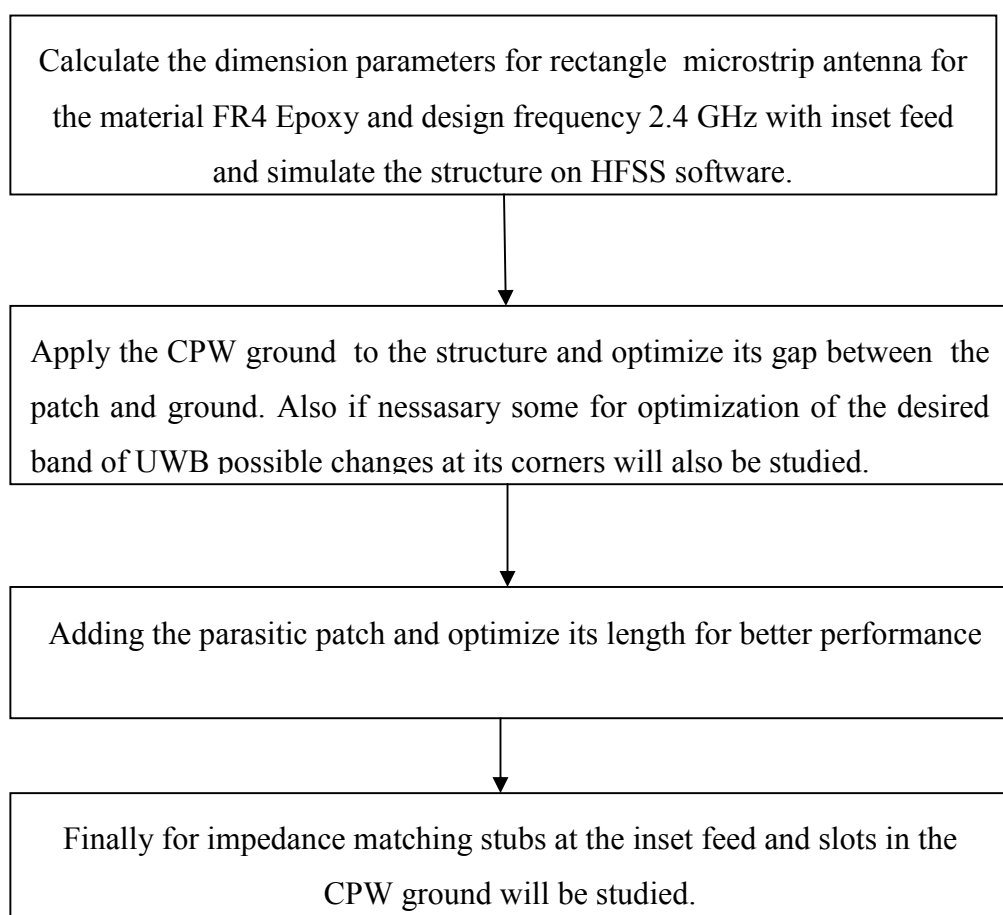 Calculate the dimension parameters for rectangle microstrip antenna for
the material FR4 Epoxy and design frequency 2.4 GHz with inset feed
and simulate the structure on HFSS software.
Apply the CPW ground to the structure and optimize its gap between the
patch and ground. Also if nessasary some for optimization of the desired
band of UWB possible changes at its corners will also be studied.
Adding the parasitic patch and optimize its length for better performance
Finally for impedance matching stubs at the inset feed and slots in the
CPW ground will be studied.